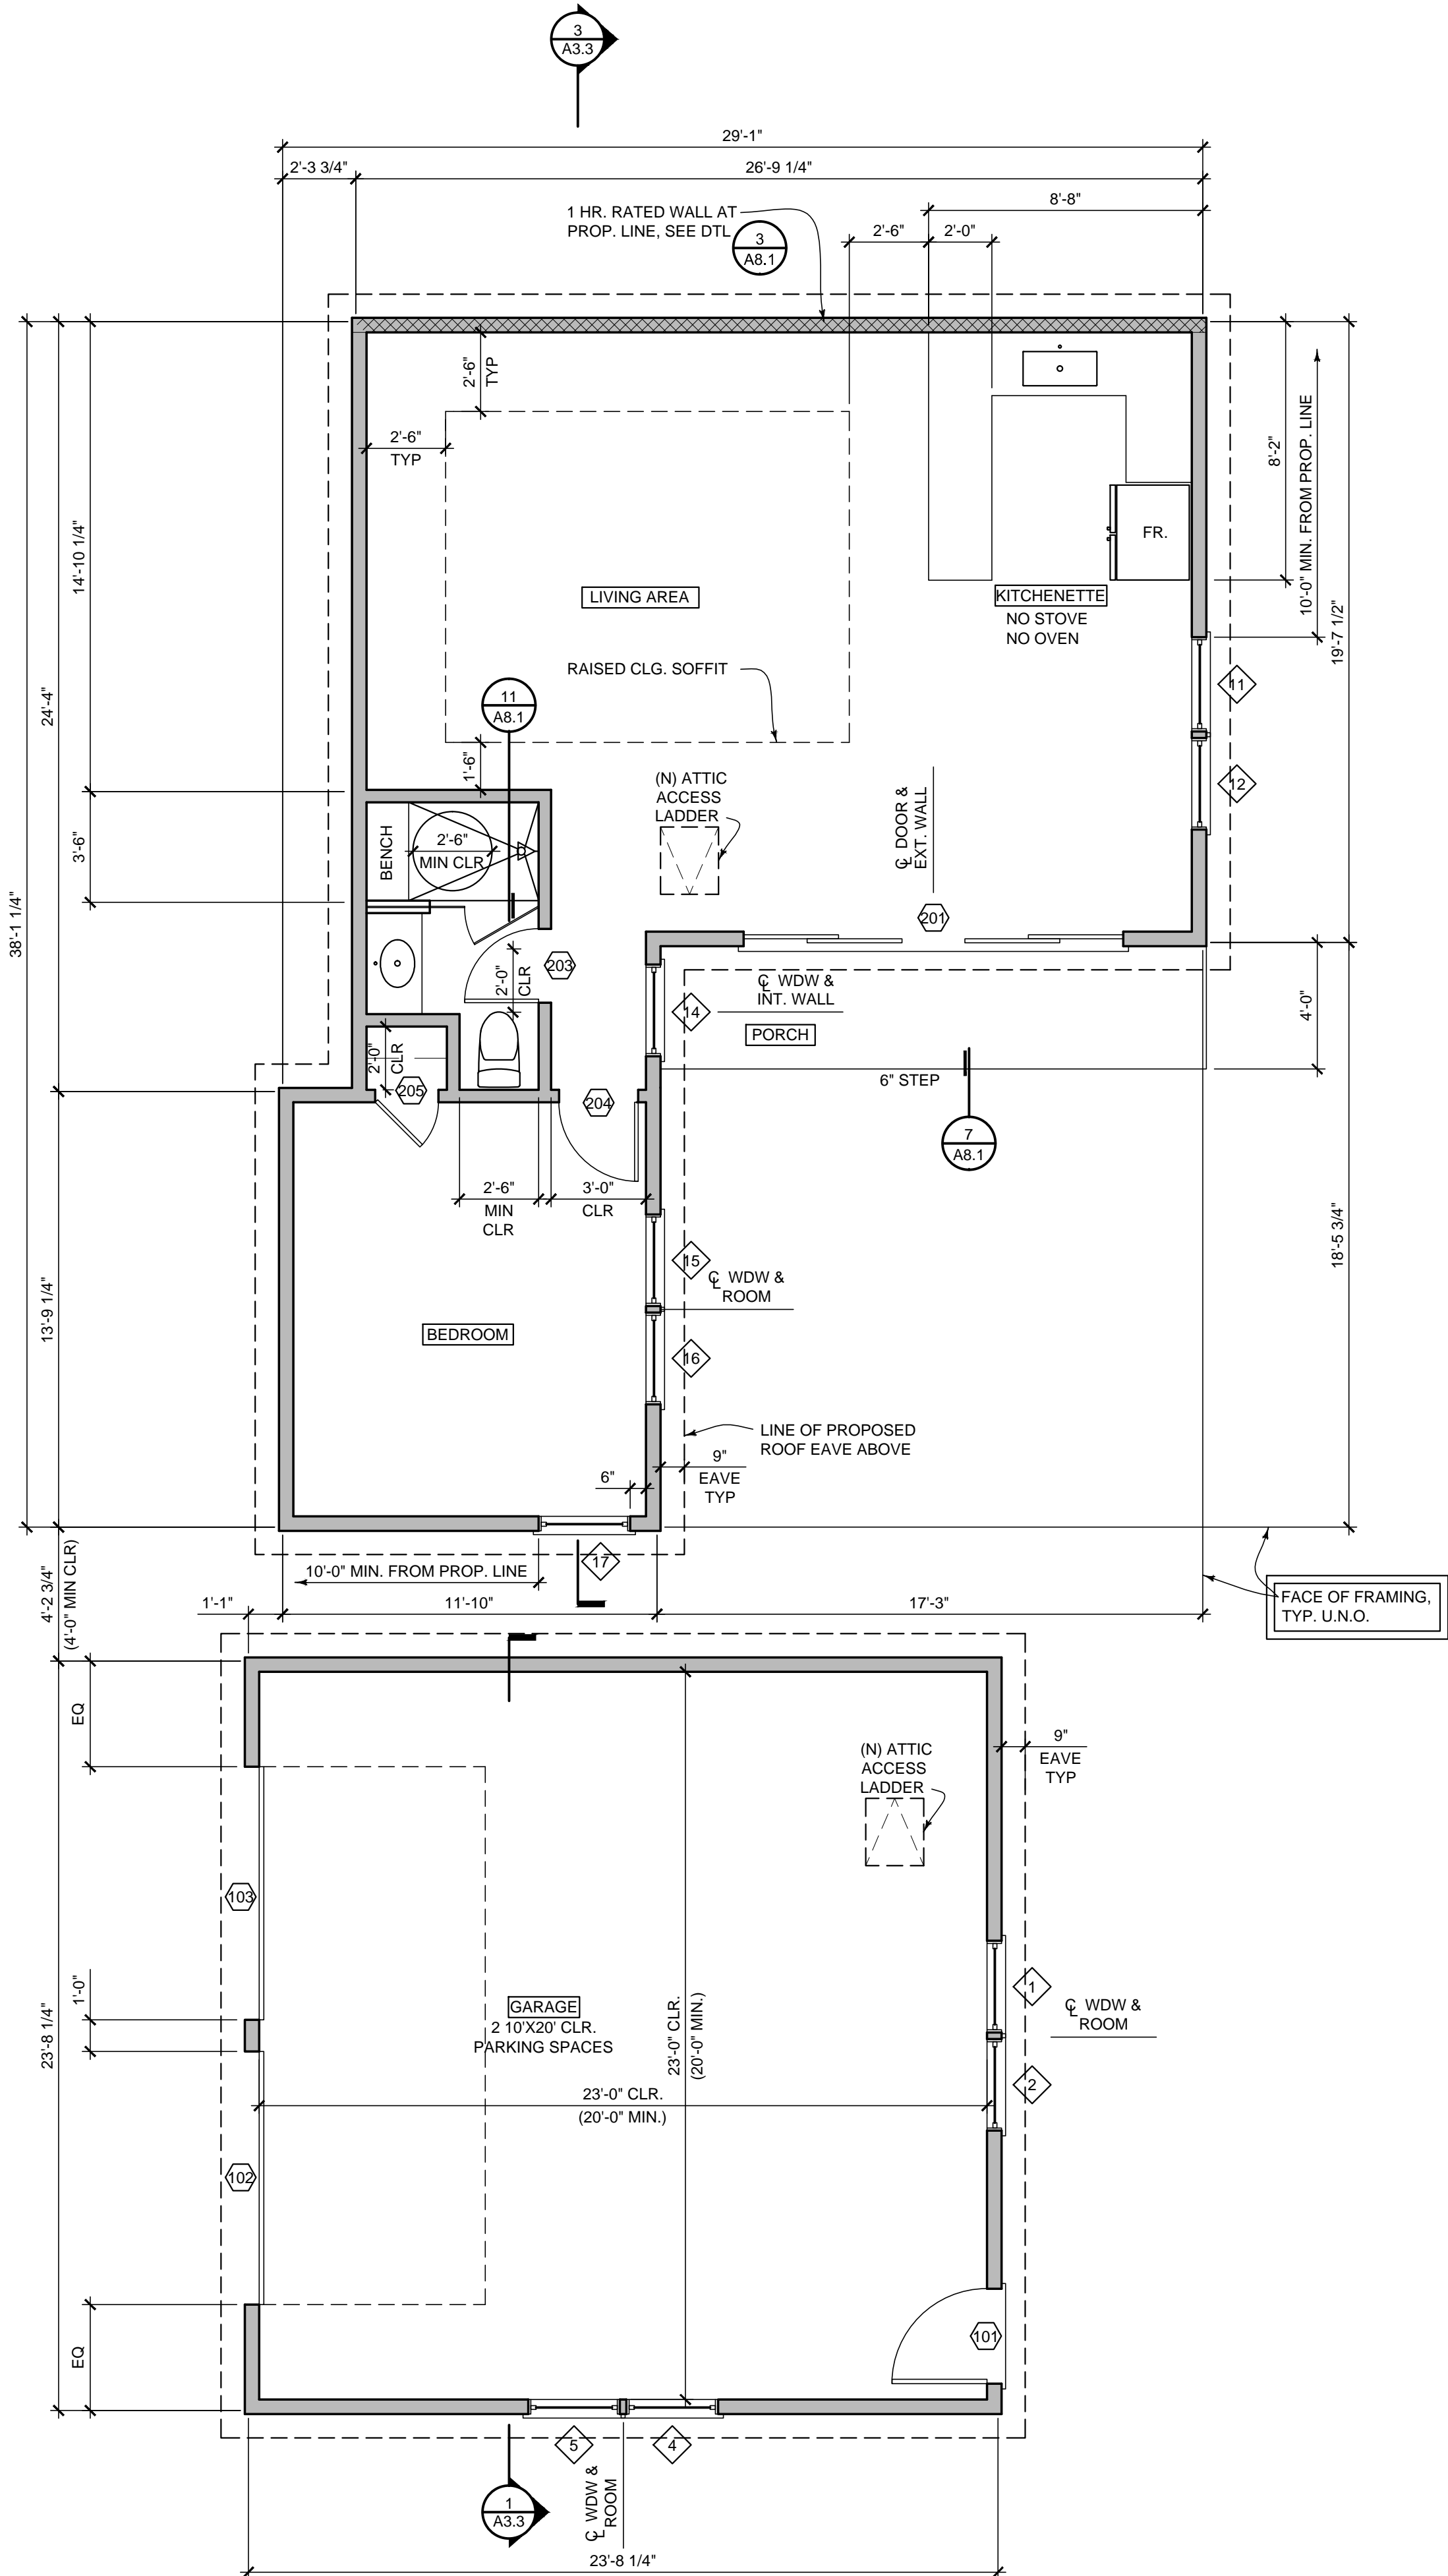 3
A3.3
29'-1"
2'-3 3/4"
26'-9 1/4"
8'-8"
1 HR. RATED WALL AT
PROP. LINE, SEE DTL
3
A8.1
2'-6"
2'-0"
2'-6"
TYP
2'-6"
TYP
8'-2"
10'-0" MIN. FROM PROP. LINE
19'-7 1/2"
14'-10 1/4"
24'-4"
38'-1 1/4"
3'-6"
FR.
LIVING AREA
KITCHENETTE
NO STOVE
NO OVEN
RAISED CLG. SOFFIT
11
A8.1
11
12
1'-6"
(N) ATTIC
ACCESS
LADDER
℄ DOOR &
EXT. WALL
BENCH
2'-6"
MIN CLR
201
203
2'-0"
CLR
℄ WDW &
INT. WALL
14
PORCH
4'-0"
2'-0"
CLR
205
204
6" STEP
7
A8.1
2'-6"
MIN
CLR
3'-0"
CLR
18'-5 3/4"
13'-9 1/4"
15
℄ WDW &
ROOM
BEDROOM
16
LINE OF PROPOSED
ROOF EAVE ABOVE
9"
EAVE
TYP
6"
17
10'-0" MIN. FROM PROP. LINE
4'-2 3/4"
(4'-0" MIN CLR)
1'-1"
11'-10"
17'-3"
FACE OF FRAMING,
TYP. U.N.O.
EQ
9"
EAVE
TYP
(N) ATTIC
ACCESS
LADDER
103
1'-0"
23'-8 1/4"
GARAGE
2 10'X20' CLR.
PARKING SPACES
23'-0" CLR.
(20'-0" MIN.)
1
℄ WDW &
ROOM
2
23'-0" CLR.
(20'-0" MIN.)
102
EQ
101
5
4
℄ WDW &
ROOM
1
A3.3
23'-8 1/4"